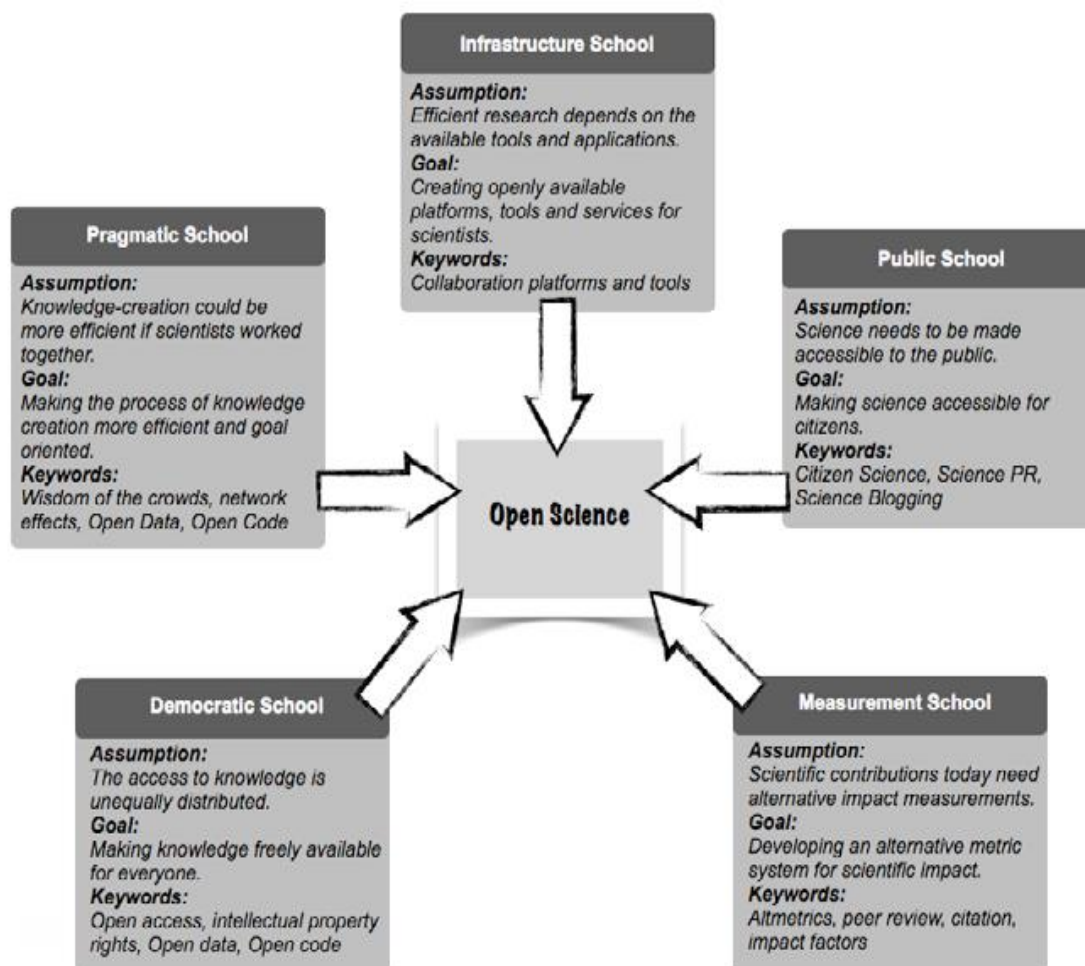 Infrastructure School
Assumption:
Efficient research depends on the
available tools and applications.
Goal:
Creating openly available
platforms, tools and services for
scientists.
Keywords:
Collaboration platforms and tools
Pragmatic School
Assumption:
Knowledge-creation could be
more efficient if scientists worked
together.
Goal:
Making the process of knowledge
creation more efficient and goal
oriented.
Keywords:
Wisdom of the crowds, network
effects, Open Data, Open Code
Public School
Assumption:
Science needs to be made
accessible to the public.
Goal:
Making science accessible for
citizens.
Keywords:
Citizen Science, Science PR,
Science Blogging
Open Science
Democratic School
Assumption:
The access to knowledge is
unequally distributed.
Goal:
Making knowledge freely available
for everyone.
Keywords:
Open access, intellectual property
rights, Open data, Open code
Measurement School
Assumption:
Scientific contributions today need
alternative impact measurements.
Goal:
Developing an alternative metric
system for scientific impact.
Keywords:
Altmetrics, peer review, citation,
impact factors